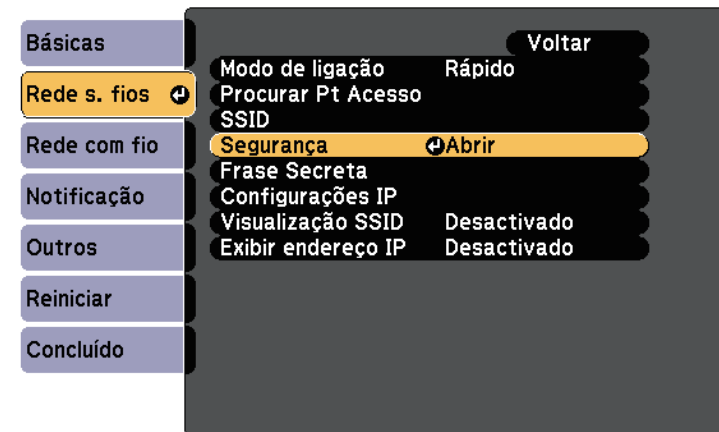 Básicas
Rede s. fios
Rede com fio
Notificação
Outros
Reiniciar
Concluído
Voltar
Modo de ligação Rápido
Procurar Pt Acesso
SSID
Segurança Abrir
Frase Secreta
Configurações IP
Visualização SSID Desactivado
Exibir endereço IP Desactivado